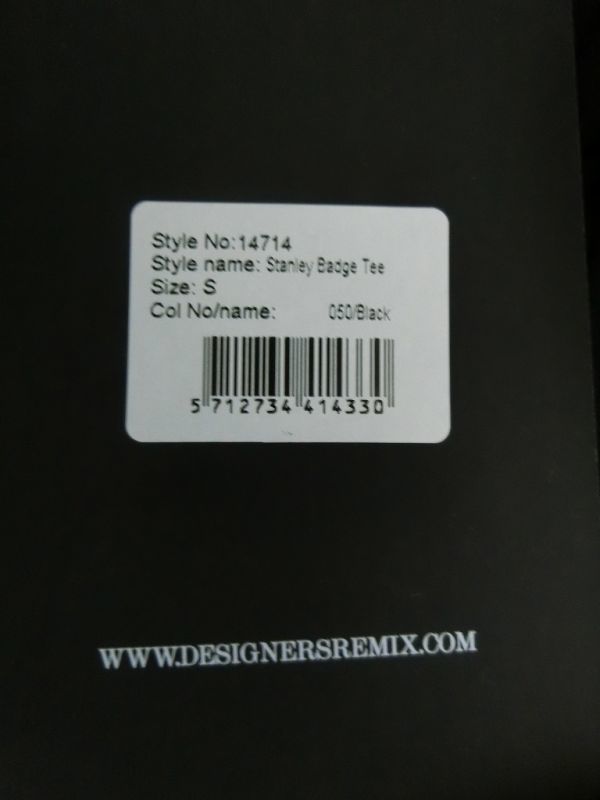 Style No:14714
Style name: Stanley Badge Tee
Size: S
Col No/name: 050/Black
5 712734 414330
WWW.DESIGNERSREMIX.COM